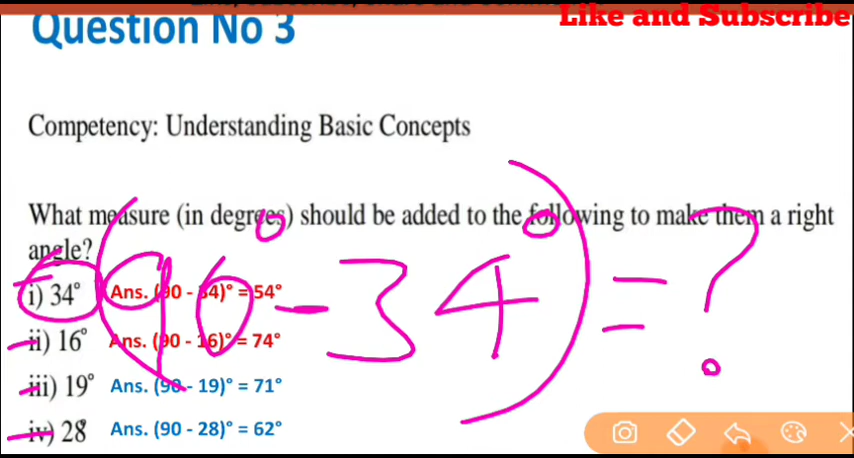 Like and Subscribe
Question No 3
Competency: Understanding Basic Concepts
What measure (in degrees) should be added to the following to make them a right
angle?
i) 34° Ans. (90 - 34)° = 54°
ii) 16° Ans. (90 - 16)° = 74°
iii) 19° Ans. (90 - 19)° = 71°
iv) 28° Ans. (90 - 28)° = 62°
(90° - 34°) = ?